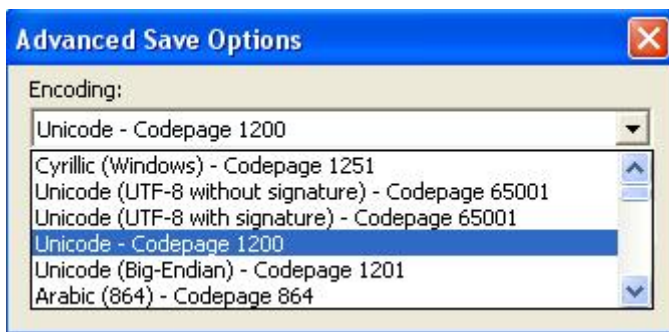 Advanced Save Options
Encoding:
Unicode - Codepage 1200
Cyrillic (Windows) - Codepage 1251
Unicode (UTF-8 without signature) - Codepage 65001
Unicode (UTF-8 with signature) - Codepage 65001
Unicode - Codepage 1200
Unicode (Big-Endian) - Codepage 1201
Arabic (864) - Codepage 864